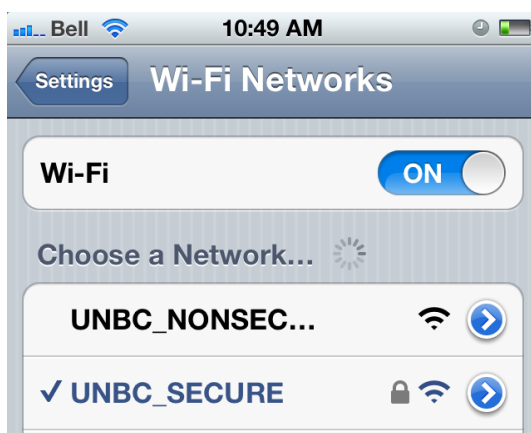 Bell 10:49 AM
Settings Wi-Fi Networks
Wi-Fi ON
Choose a Network...
UNBC_NONSEC...
UNBC_SECURE